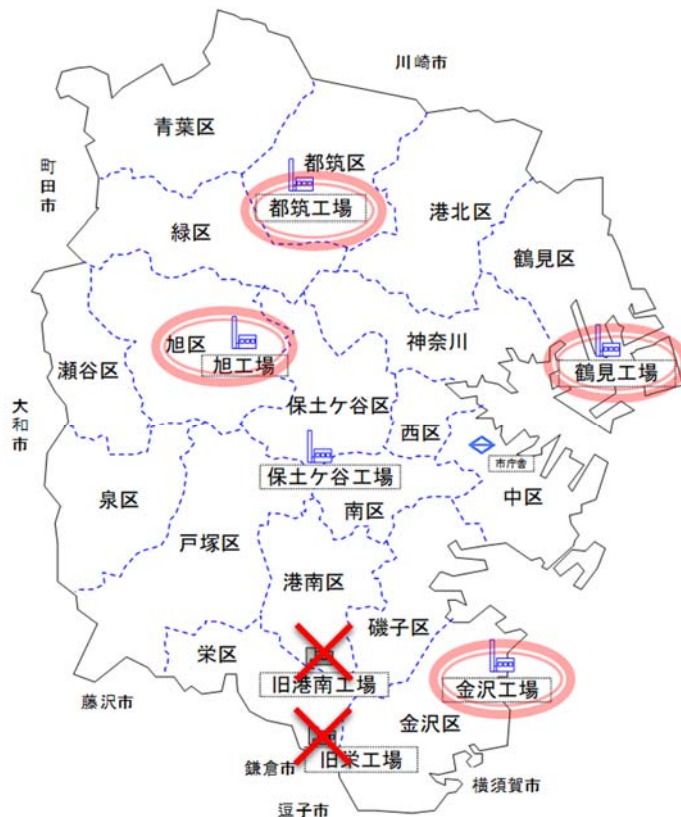 川崎市
青葉区
町田市
都筑区
都筑工場
港北区
緑区
鶴見区
神奈川
旭区
旭工場
鶴見工場
瀬谷区
大和市
保土ケ谷区
西区
市庁舎
保土ケ谷工場
中区
泉区
南区
戸塚区
港南区
磯子区
栄区
旧港南工場
金沢工場
藤沢市
金沢区
旧栄工場
鎌倉市
横須賀市
逗子市